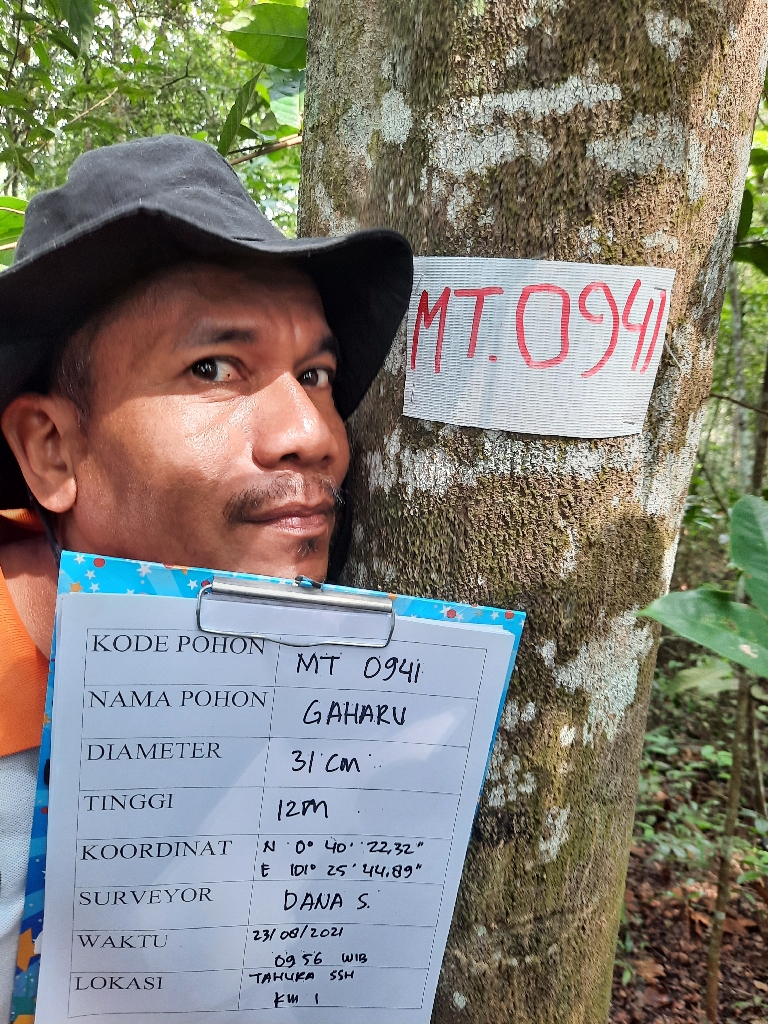 MT. 0941
KODE POHON MT 0941
NAMA POHON GAHARU
DIAMETER 31 cm
TINGGI 12m
KOORDINAT N 0° 40' 22,32"
E 101° 25' 44,89"
SURVEYOR DANA S.
WAKTU 23/08/2021
09 56 WIB
LOKASI TAHURA SSH
KM 1